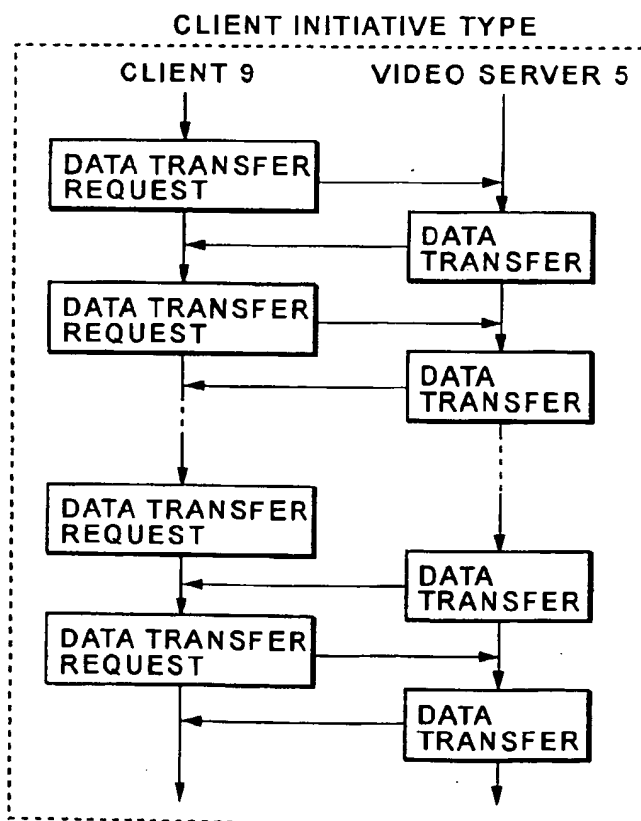 CLIENT INITIATIVE TYPE
CLIENT 9
VIDEO SERVER 5
DATA TRANSFER
REQUEST
DATA
TRANSFER
DATA TRANSFER
REQUEST
DATA
TRANSFER
DATA TRANSFER
REQUEST
DATA
TRANSFER
DATA TRANSFER
REQUEST
DATA
TRANSFER